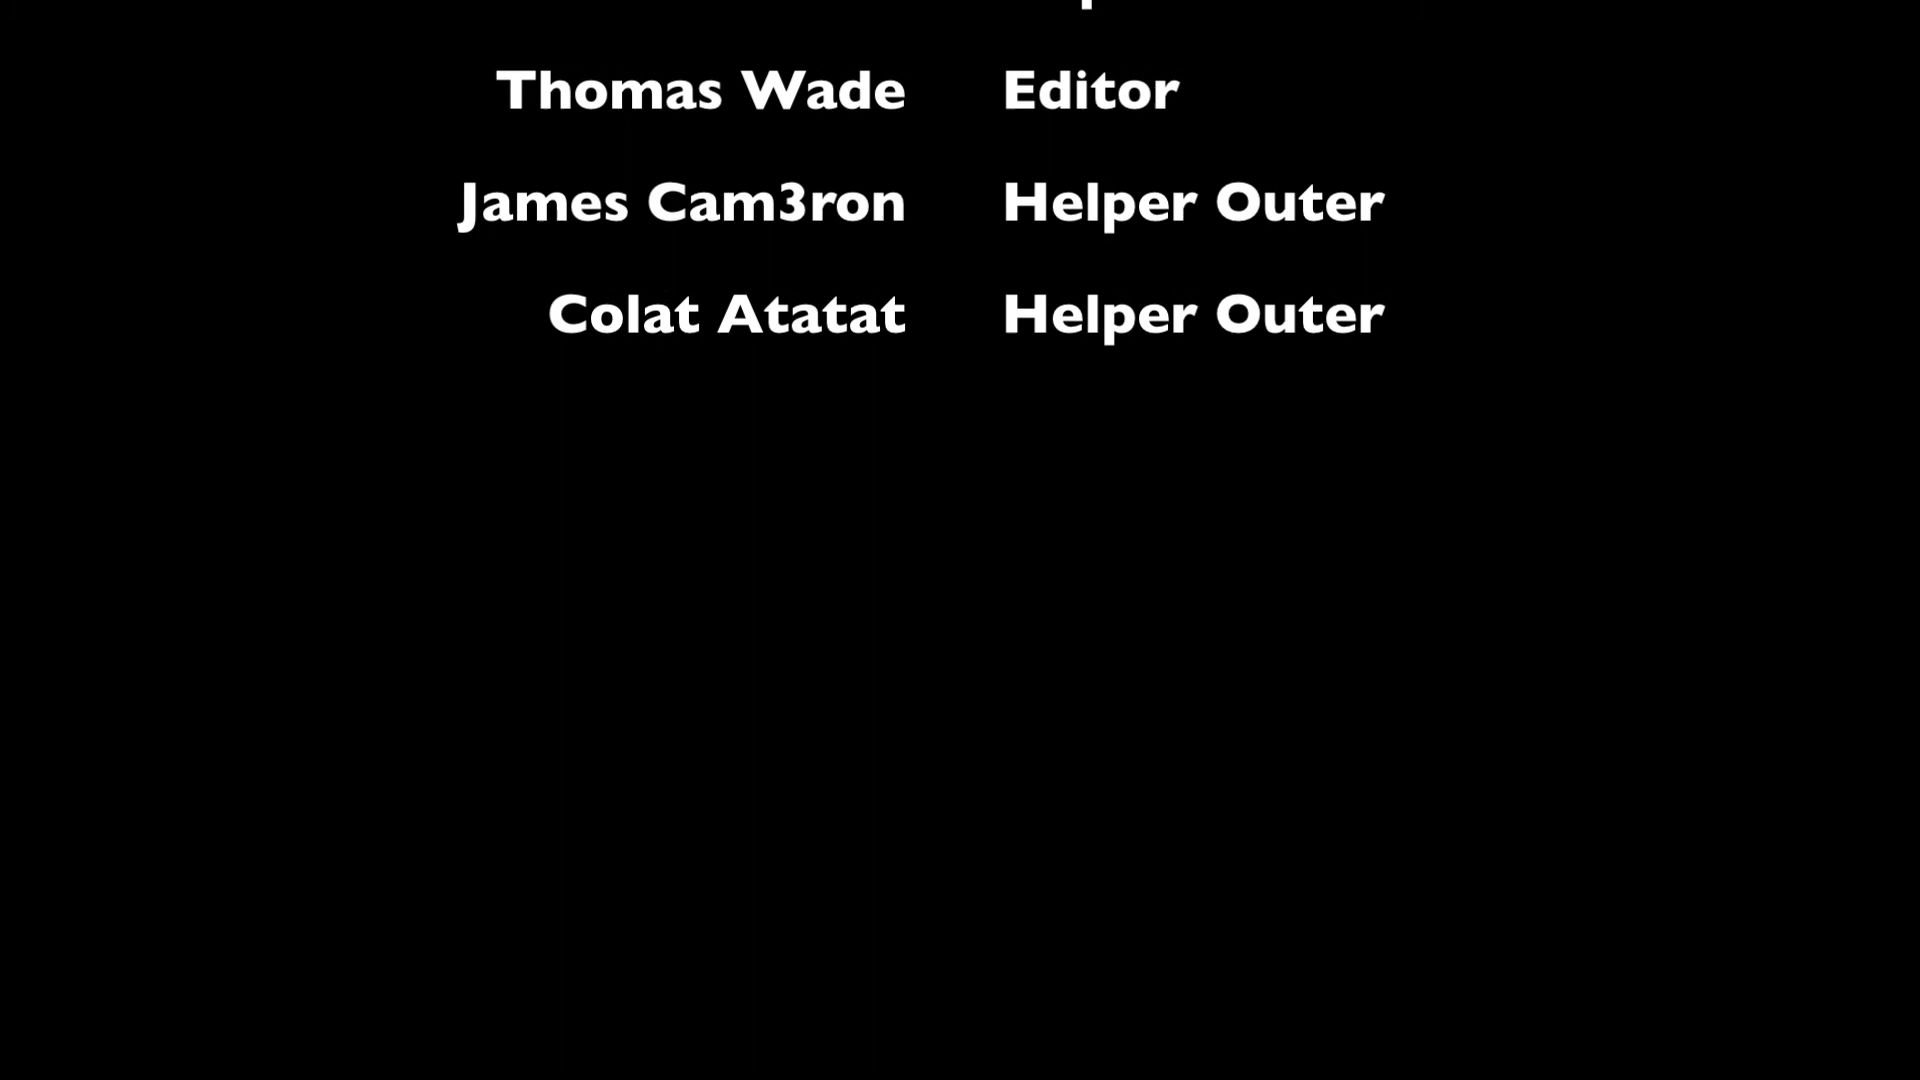 Thomas Wade Editor
James Cam3ron Helper Outer
Colat Atatat Helper Outer